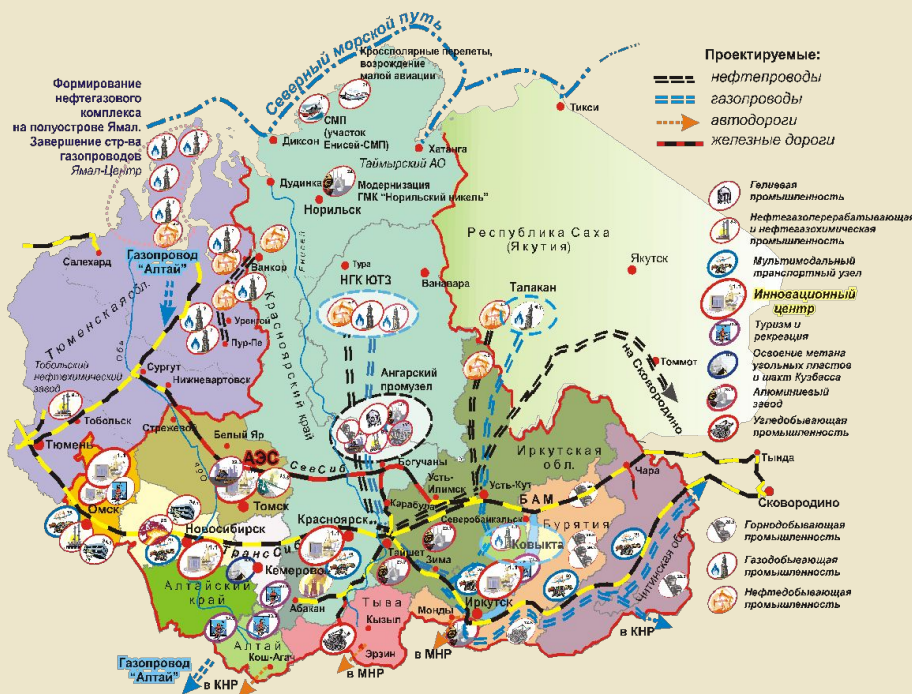 Северный морской путь
Кроссполярные перелеты,
возрождение
малой авиации
Проектируемые:
нефтепроводы
газопроводы
автодороги
железные дороги
Формирование
нефтегазового
комплекса
на полуострове Ямал.
Завершение стр-ва
газопроводов
Ямал-Центр
СМП
(участок
Енисей-СМП)
Тикси
Диксон
Хатанга
Таймырский АО
Дудинка
Модернизация
ГМК "Норильский никель"
Норильск
Гелиевая
промышленность
Нефтегазоперерабатывающая
и нефтегазохимическая
промышленность
Мультимодальный
транспортный узел
Инновационный
центр
Туризм и
рекреация
Освоение метана
угольных пластов
и шахт Кузбасса
Алюминиевый
завод
Угледобывающая
промышленность
Республика Саха
(Якутия)
Якутск
Салехард
Газопровод
"Алтай"
Ванкор
Енисей
Тура
НГК ЮТЗ
Ванавара
Талакан
Тюменская обл.
Обь
Красноярский край
Уренгой
Пур-Пе
Тобольский
нефтехимический
завод
Сургут
Нижневартовск
Ангарский
промузел
на Сковородино
Томмот
Тобольск
Стрежевой
Белый Яр
Тюмень
АЭС
СевСиб
Богучаны
Иркутская
обл.
Чара
Тында
Обь
Томск
Усть-
Илимск
Усть-Кут
БАМ
Сковородино
Омск
Карабула
Северобайкальск
Бурятия
Новосибирск
Красноярск
ТрансСиб
Тайшет
Ковыкта
Зима
Кемерово
Читинская обл.
Горнодобывающая
промышленность
Алтайский
край
Абакан
Тыва
Кызыл
Монды
Иркутск
Газодобывающая
промышленность
Алтай
Кош-Агач
Эрзин
в МНР
в МНР
в КНР
Нефтедобывающая
промышленность
Газопровод
"Алтай"
в КНР